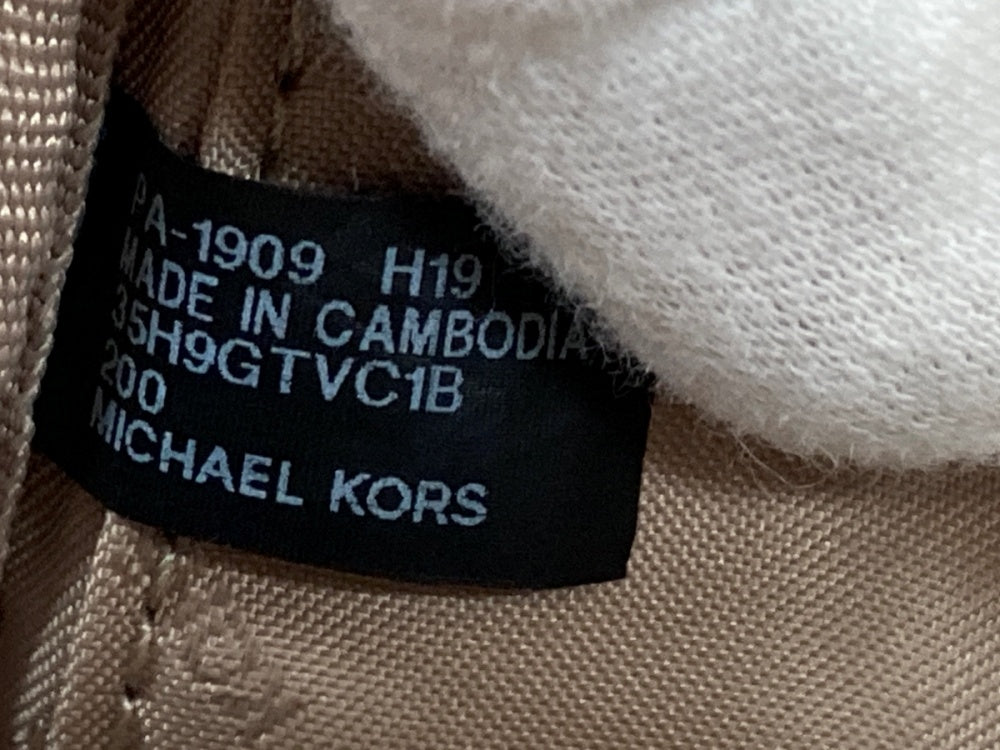 PA-1909 H19
MADE IN CAMBODIA
35H9GTVC1B
200
MICHAEL KORS